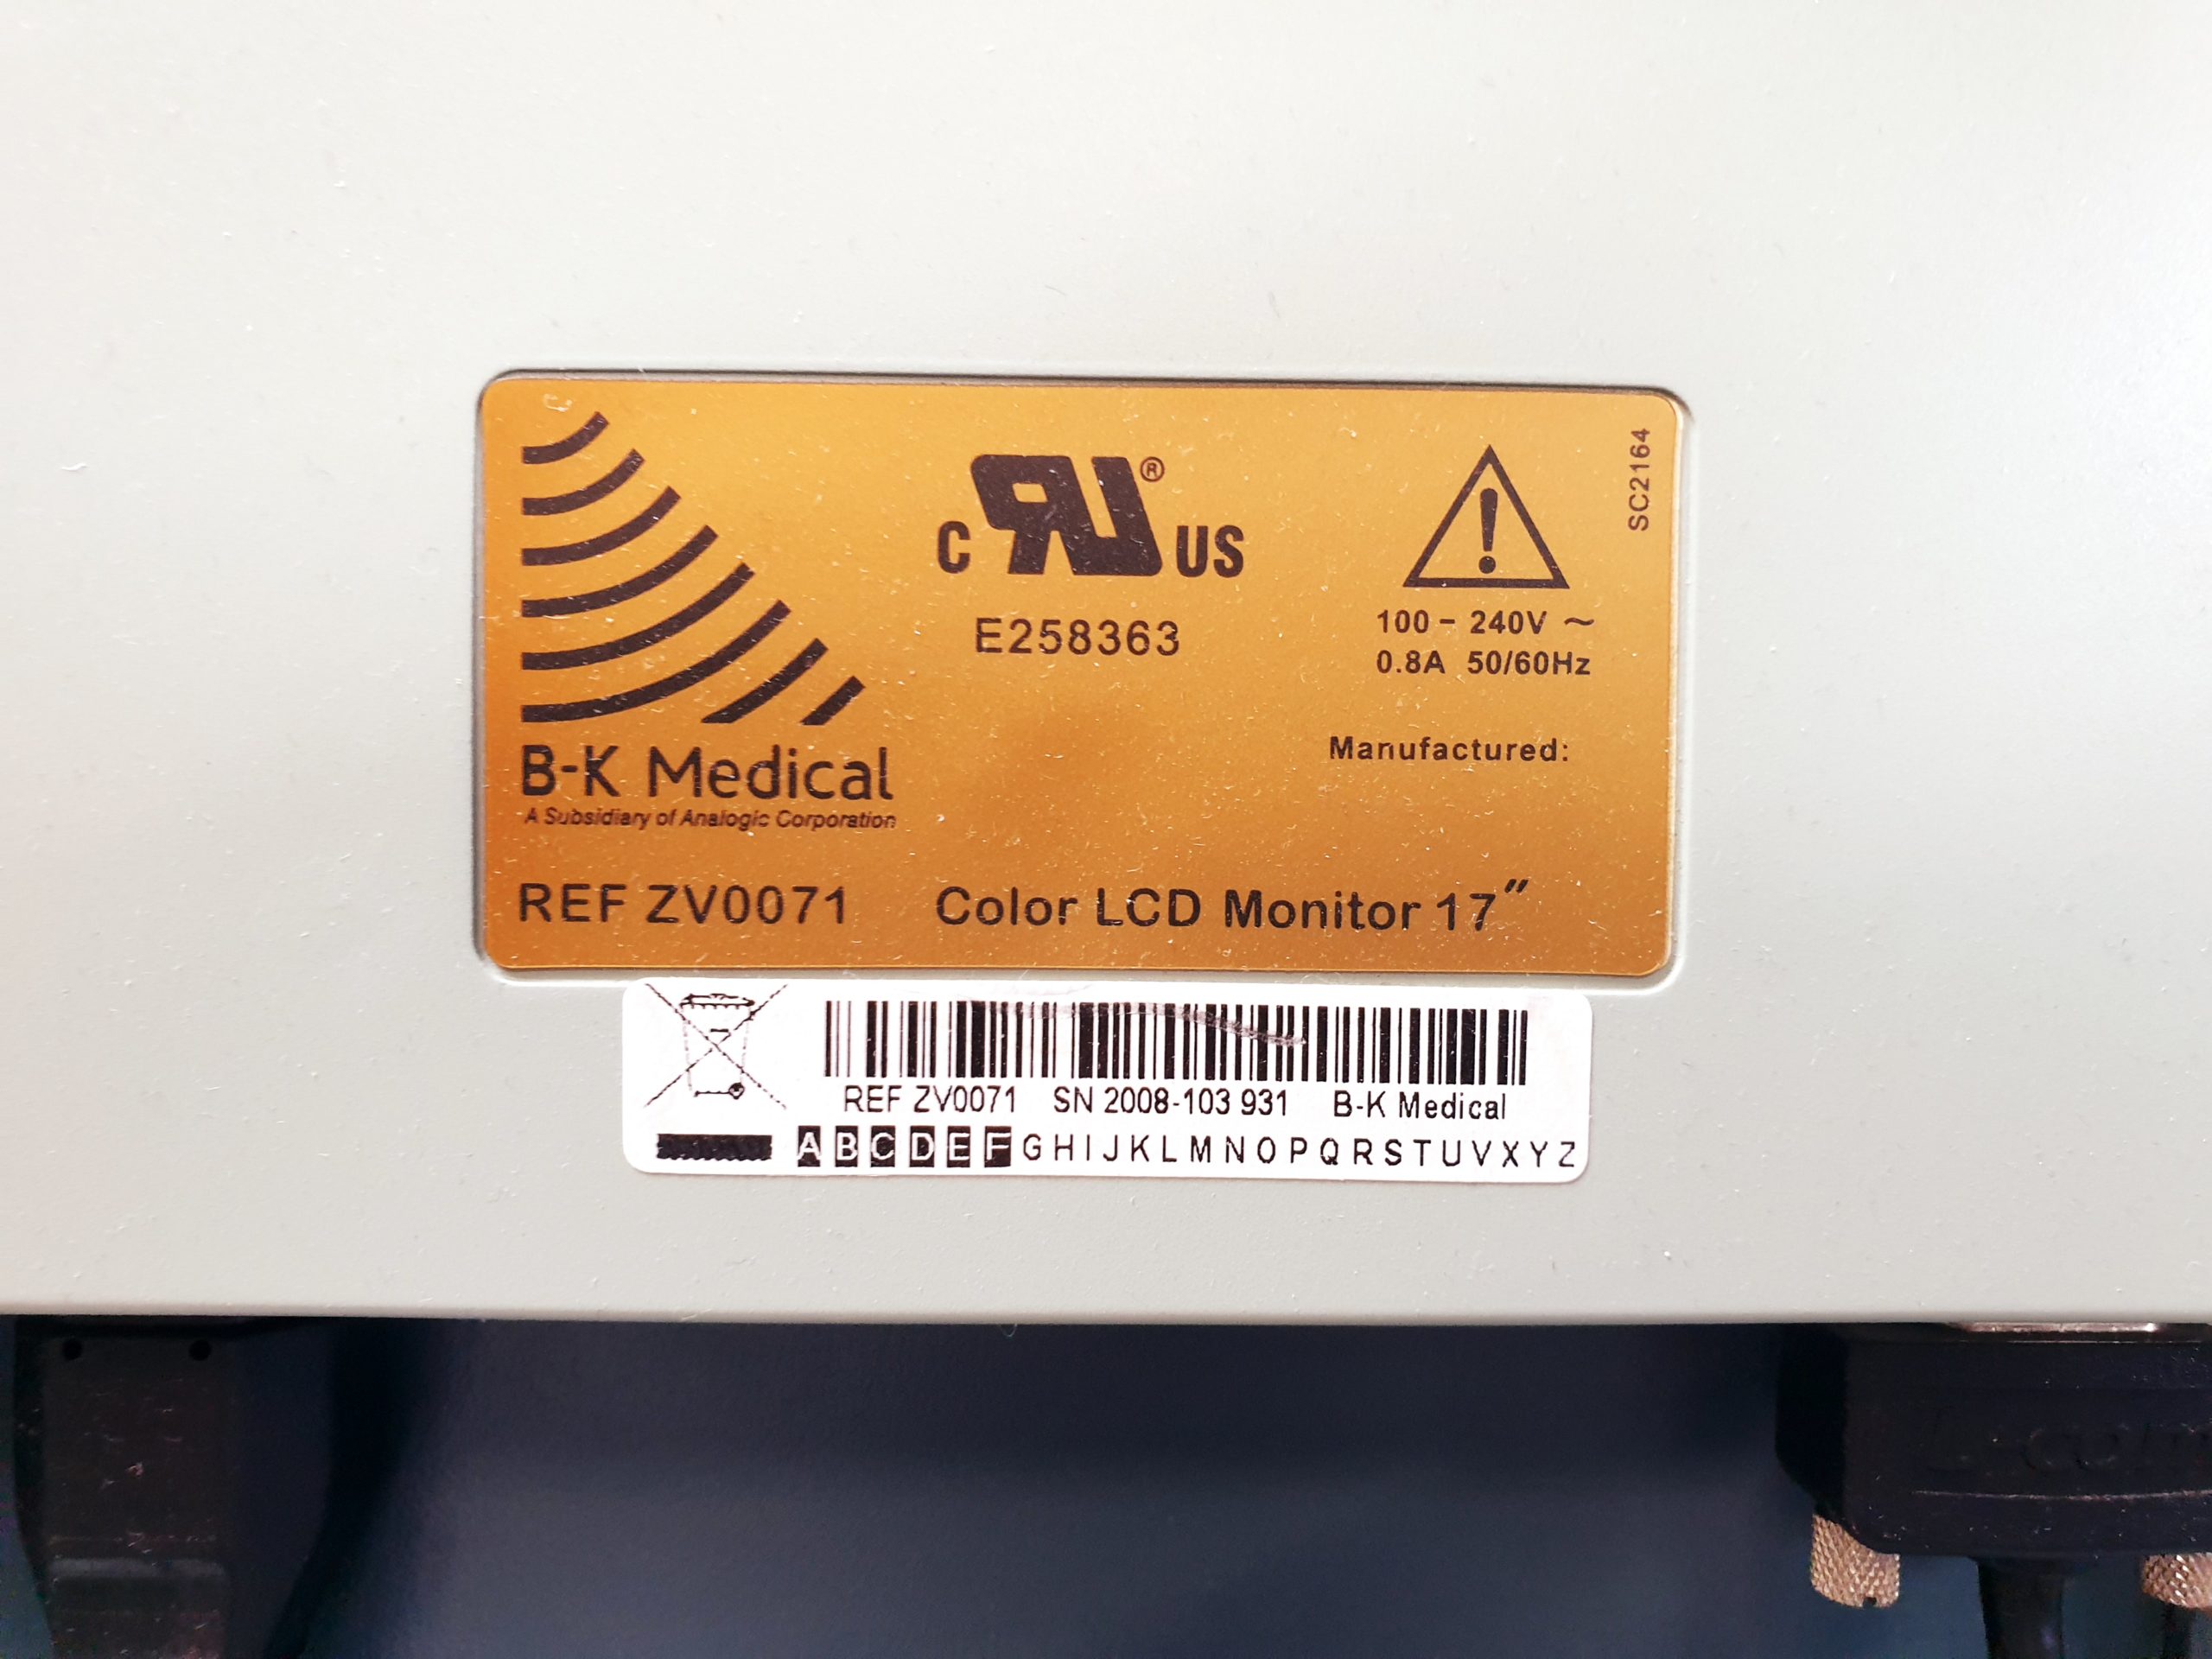 SC2164
C RU® US
E258363
100 - 240V ~
0.8A 50/60Hz
Manufactured:
B-K Medical
A Subsidiary of Analogic Corporation
REF ZV0071 Color LCD Monitor 17"
REF ZV0071 SN 2008-103 931 B-K Medical
A B C D E F G H I J K L M N O P Q R S T U V X Y Z